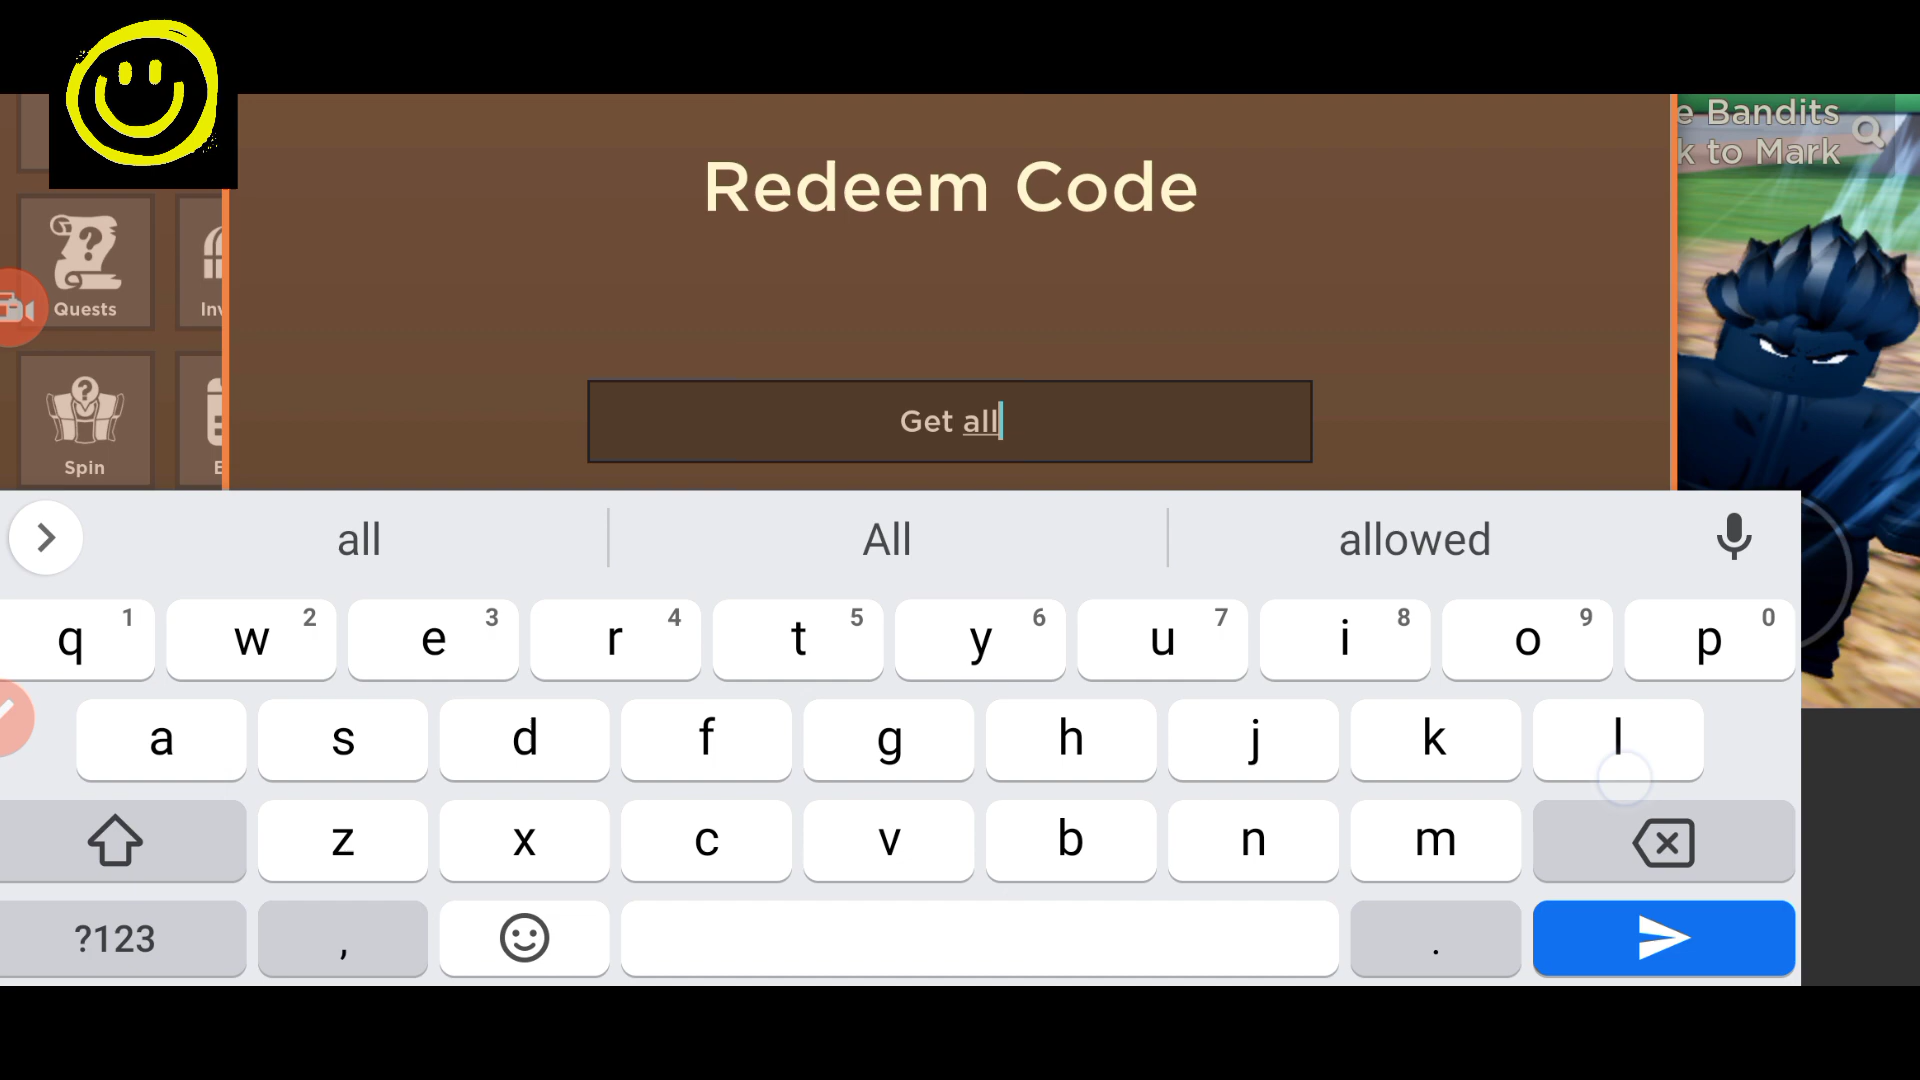 e Bandits
k to Mark
Redeem Code
Quests
Inv
Get all
Spin
E
all
All
allowed
q 1
w 2
e 3
r 4
t 5
y 6
u 7
i 8
o 9
p 0
a s d f g h j k l
z x c v b n m
?123 , .